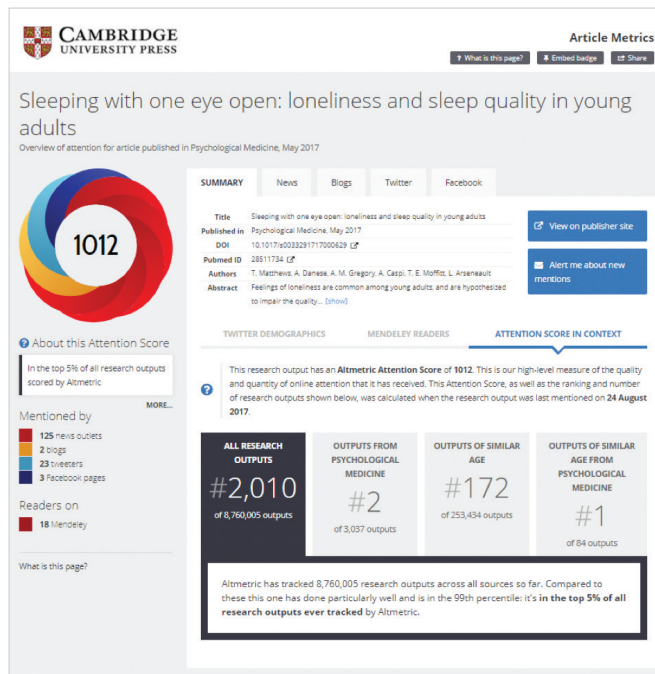 CAMBRIDGE
UNIVERSITY PRESS
Article Metrics
? What is this page?
Embed badge
Share
Sleeping with one eye open: loneliness and sleep quality in young
adults
Overview of attention for article published in Psychological Medicine, May 2017
1012
? About this Attention Score
In the top 5% of all research outputs
scored by Altmetric
MORE...
Mentioned by
125 news outlets
2 blogs
23 tweeters
3 Facebook pages
Readers on
18 Mendeley
What is this page?
SUMMARY
News
Blogs
Twitter
Facebook
Title Sleeping with one eye open: loneliness and sleep quality in young adults
Published in Psychological Medicine, May 2017
DOI 10.1017/s0033291717000629
Pubmed ID 28511734
Authors T. Matthews, A. Danese, A. M. Gregory, A. Caspi, T. E. Moffitt, L. Arseneault
Abstract Feelings of loneliness are common among young adults, and are hypothesized
to impair the quality... [show]
View on publisher site
Alert me about new
mentions
TWITTER DEMOGRAPHICS
MENDELEY READERS
ATTENTION SCORE IN CONTEXT
?
This research output has an Altmetric Attention Score of 1012. This is our high-level measure of the quality
and quantity of online attention that it has received. This Attention Score, as well as the ranking and number
of research outputs shown below, was calculated when the research output was last mentioned on 24 August
2017.
ALL RESEARCH
OUTPUTS
#2,010
of 8,760,005 outputs
OUTPUTS FROM
PSYCHOLOGICAL
MEDICINE
#2
of 3,037 outputs
OUTPUTS OF SIMILAR
AGE
#172
of 253,434 outputs
OUTPUTS OF SIMILAR
AGE FROM
PSYCHOLOGICAL
MEDICINE
#1
of 84 outputs
Altmetric has tracked 8,760,005 research outputs across all sources so far. Compared to
these this one has done particularly well and is in the 99th percentile: it's in the top 5% of all
research outputs ever tracked by Altmetric.